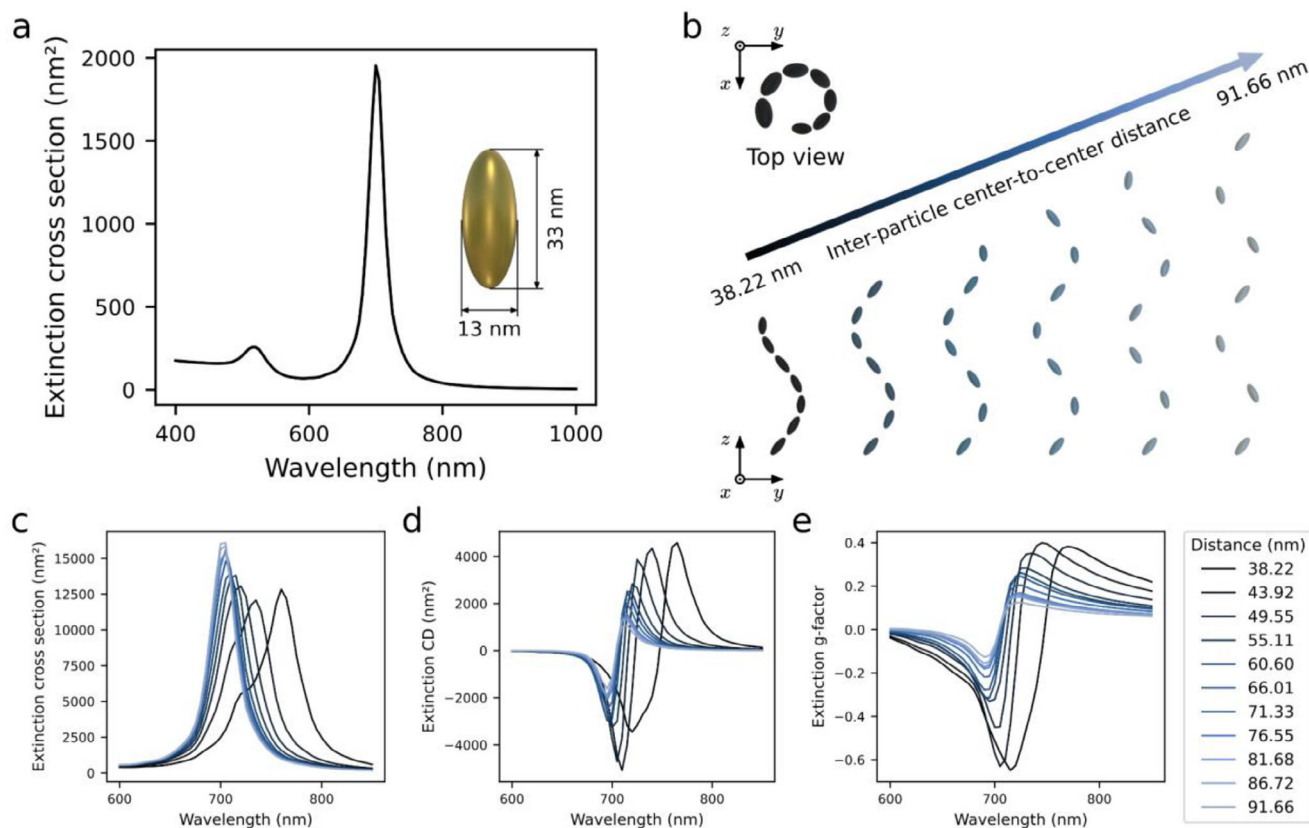 a
Extinction cross section (nm²)
2000
1500
1000
500
0
400
600
800
1000
Wavelength (nm)
33 nm
13 nm
b
z
y
x
Top view
38.22 nm
Inter-particle center-to-center distance
91.66 nm
z
x
y
c
Extinction cross section (nm²)
15000
12500
10000
7500
5000
2500
0
600
700
800
Wavelength (nm)
d
Extinction CD (nm²)
4000
2000
0
−2000
−4000
600
700
800
Wavelength (nm)
e
Extinction g-factor
0.4
0.2
0.0
−0.2
−0.4
−0.6
600
700
800
Wavelength (nm)
Distance (nm)
38.22
43.92
49.55
55.11
60.60
66.01
71.33
76.55
81.68
86.72
91.66